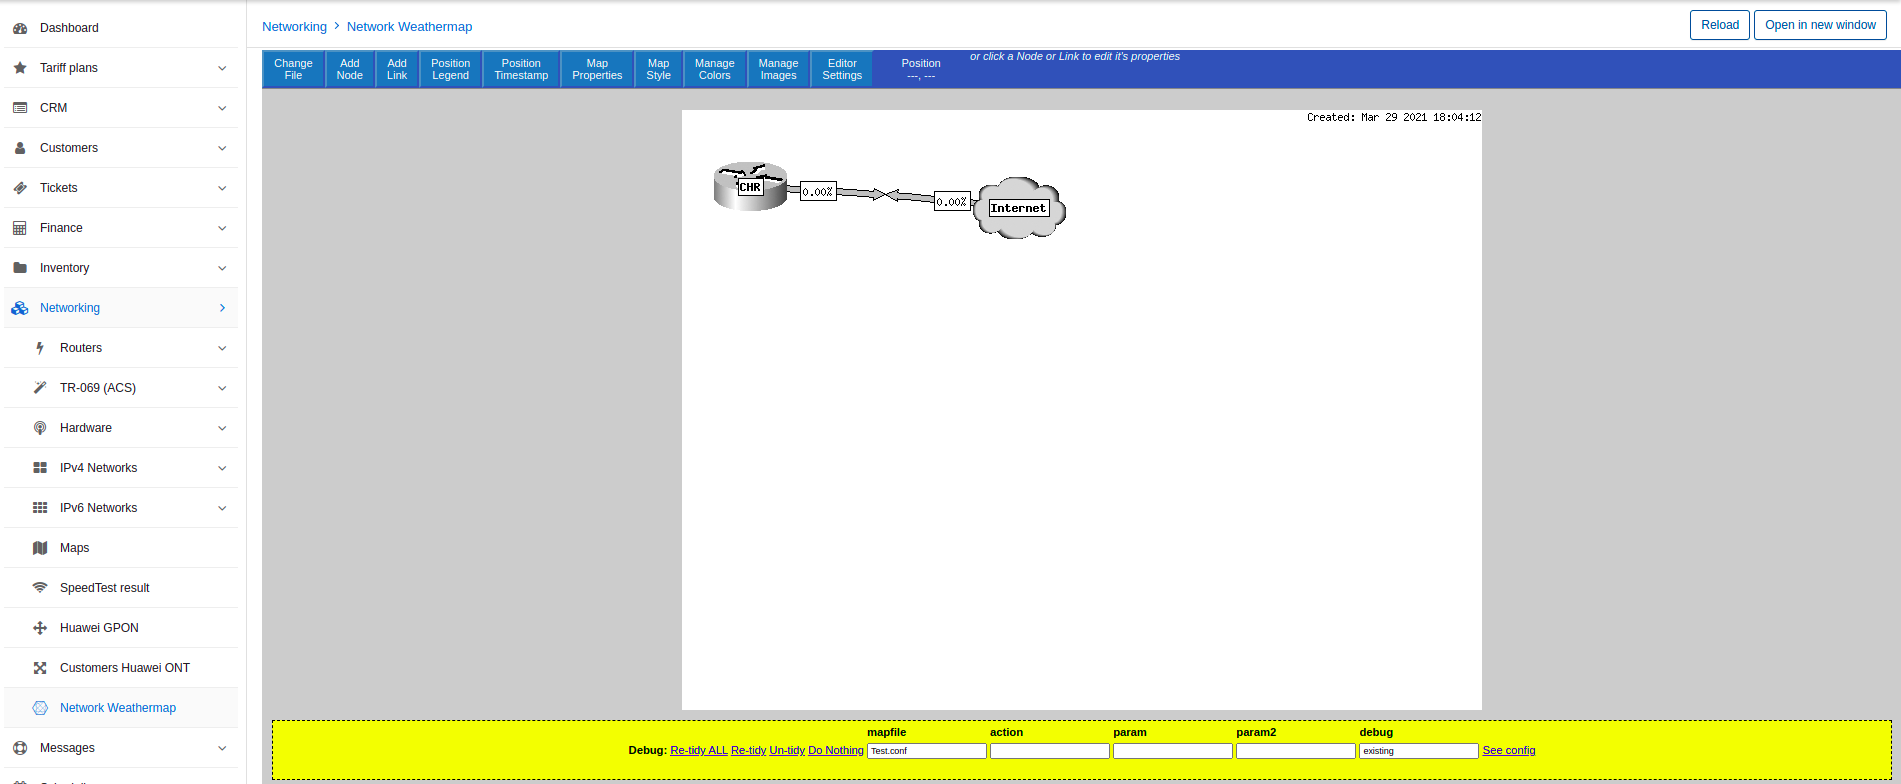 Dashboard
Tariff plans
CRM
Customers
Tickets
Finance
Inventory
Networking
Routers
TR-069 (ACS)
Hardware
IPv4 Networks
IPv6 Networks
Maps
SpeedTest result
Huawei GPON
Customers Huawei ONT
Network Weathermap
Messages
Networking > Network Weathermap
Reload
Open in new window
Change File
Add Node
Add Link
Position Legend
Position Timestamp
Map Properties
Map Style
Manage Colors
Manage Images
Editor Settings
Position ---, ---
or click a Node or Link to edit it's properties
Created: Mar 29 2021 18:04:12
CHR
0.00%
0.00%
Internet
mapfile action param param2 debug
Debug: Re-tidy ALL Re-tidy Un-tidy Do Nothing Test.conf existing See config